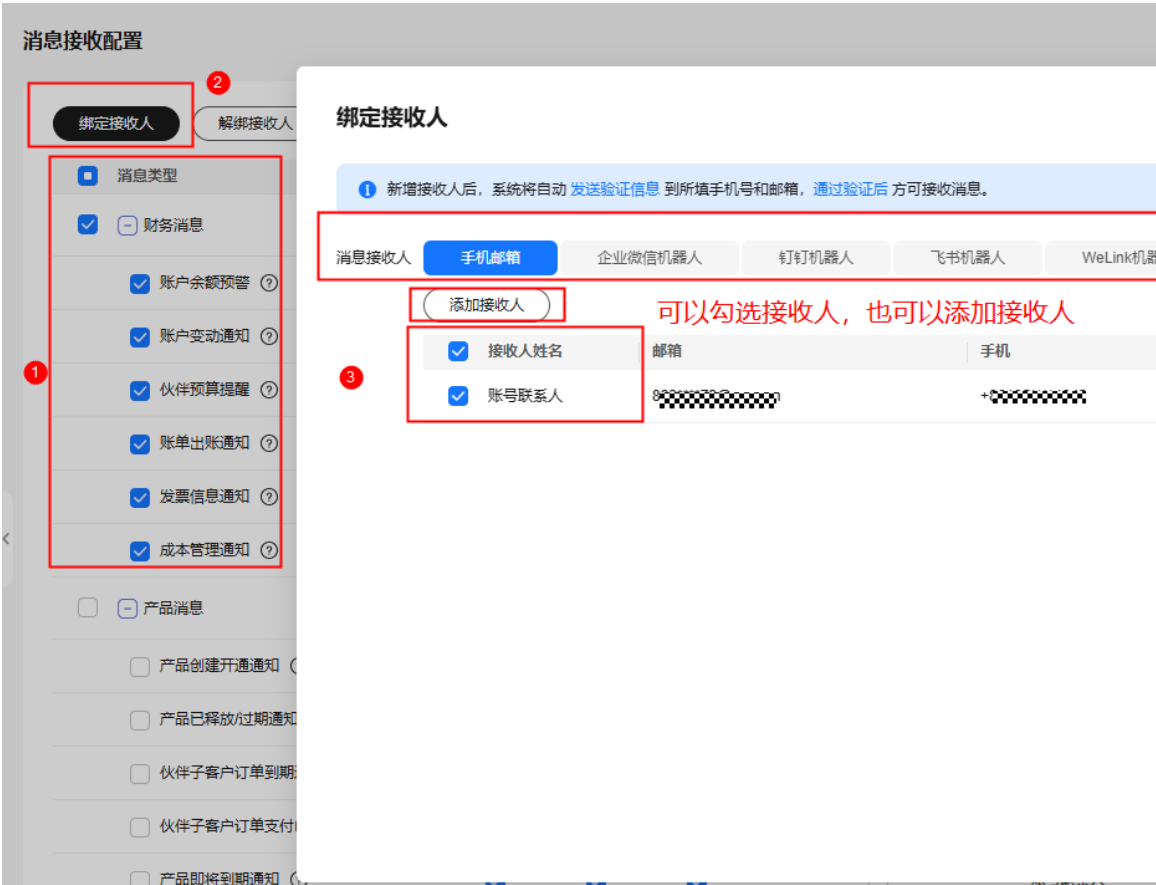 消息接收配置
2
绑定接收人
解绑接收人
消息类型
财务消息
账户余额预警
账户变动通知
1
伙伴预算提醒
账单出账通知
发票信息通知
成本管理通知
产品消息
产品创建开通通知
产品已释放/过期通知
伙伴子客户订单到期
伙伴子客户订单支付
产品即将到期通知
绑定接收人
新增接收人后，系统将自动 发送验证信息 到所填手机号和邮箱，通过验证后 方可接收消息。
消息接收人 手机邮箱 企业微信机器人 钉钉机器人 飞书机器人 WeLink机器
添加接收人
可以勾选接收人，也可以添加接收人
接收人姓名 邮箱 手机
3
账号联系人